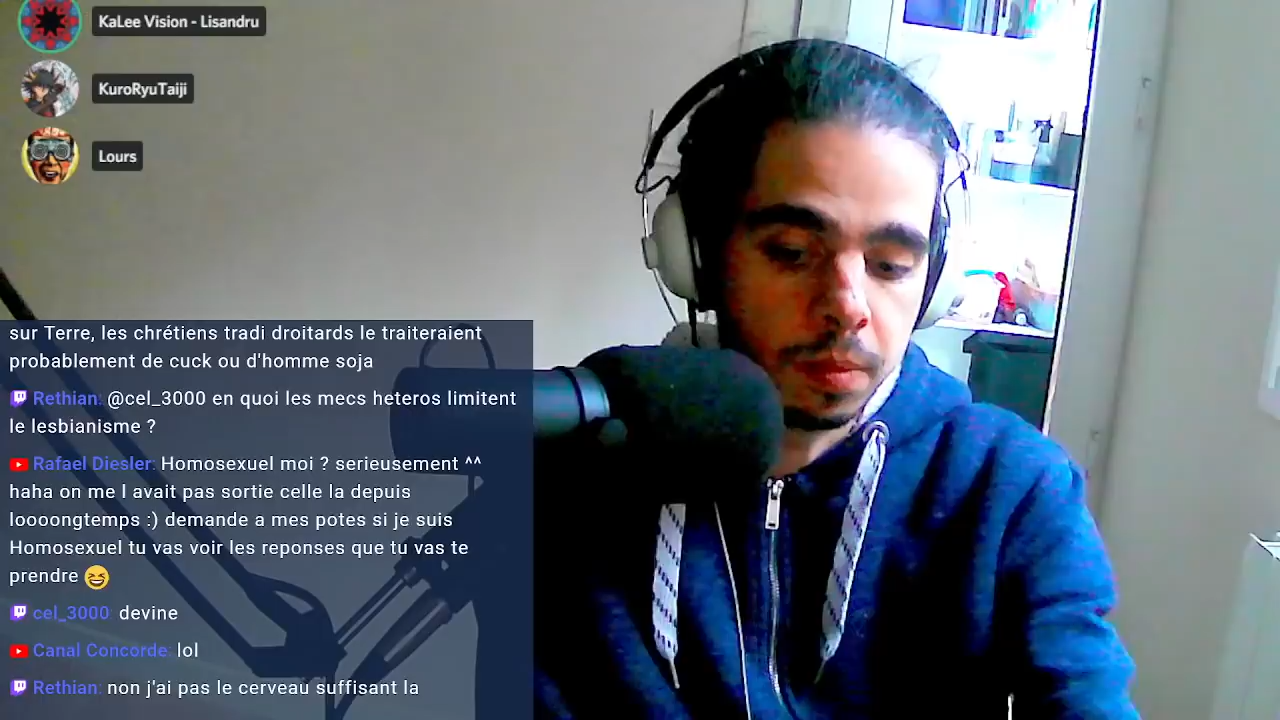 KaLee Vision - Lisandru
KuroRyuTaiji
Lours
sur Terre, les chrétiens tradi droitards le traiteraient
probablement de cuck ou d'homme soja
Rethian: @cel_3000 en quoi les mecs heteros limitent
le lesbianisme ?
Rafael Diesler: Homosexuel moi ? serieusement ^^
haha on me l avait pas sortie celle la depuis
loooongtemps :) demande a mes potes si je suis
Homosexuel tu vas voir les reponses que tu vas te
prendre 😆
cel_3000 devine
Canal Concorde: lol
Rethian: non j'ai pas le cerveau suffisant la